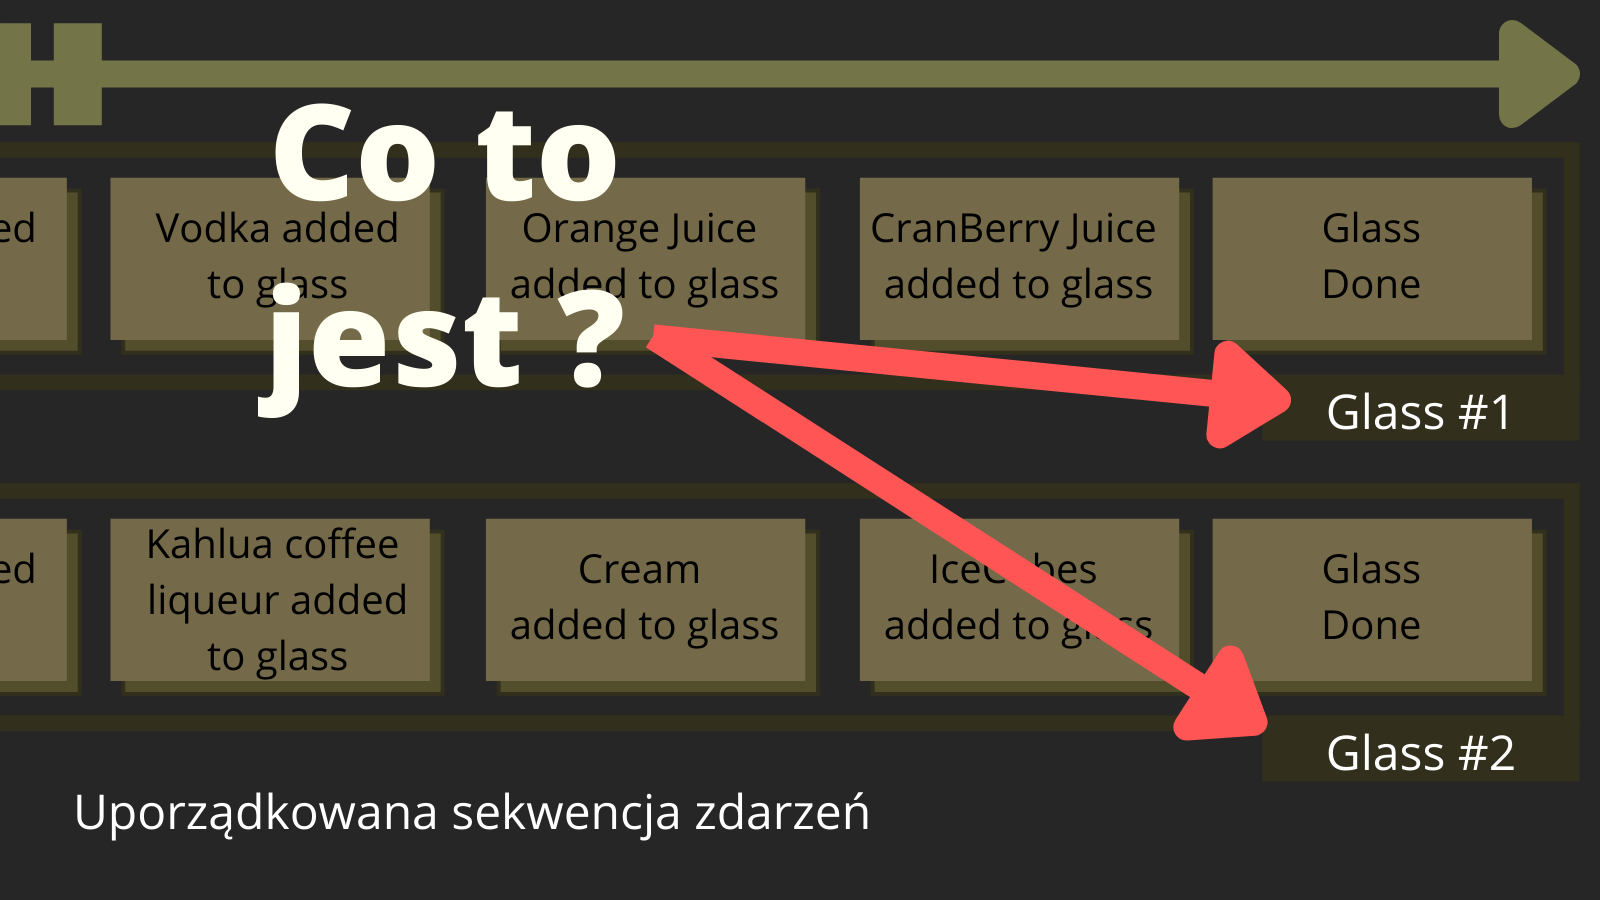 Co to
jest ?
ed
Vodka added
to glass
Orange Juice
added to glass
CranBerry Juice
added to glass
Glass
Done
Glass #1
ed
Kahlua coffee
liqueur added
to glass
Cream
added to glass
IceCubes
added to glass
Glass
Done
Glass #2
Uporządkowana sekwencja zdarzeń